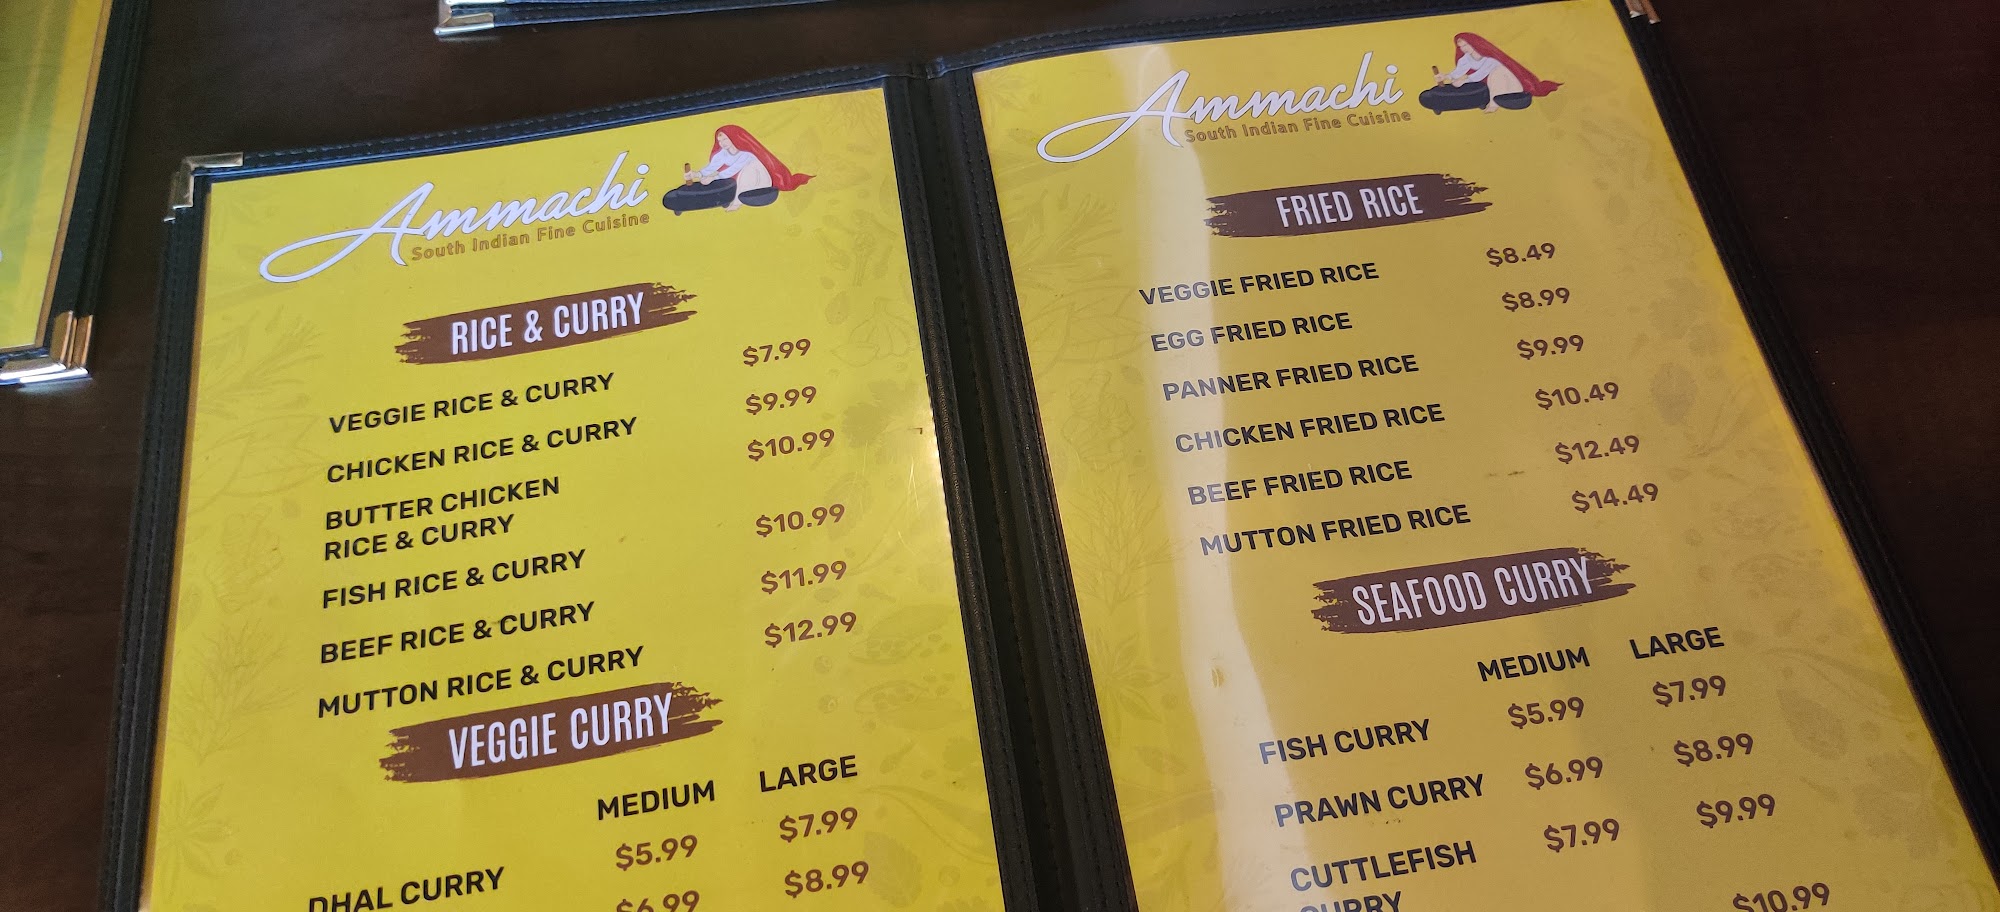 Ammachi
South Indian Fine Cuisine
RICE & CURRY
VEGGIE RICE & CURRY $7.99
CHICKEN RICE & CURRY $9.99
BUTTER CHICKEN $10.99
RICE & CURRY
FISH RICE & CURRY $10.99
BEEF RICE & CURRY $11.99
MUTTON RICE & CURRY $12.99
VEGGIE CURRY
MEDIUM LARGE
DHAL CURRY $5.99 $7.99
$6.99 $8.99
Ammachi
South Indian Fine Cuisine
FRIED RICE
VEGGIE FRIED RICE $8.49
EGG FRIED RICE $8.99
PANNER FRIED RICE $9.99
CHICKEN FRIED RICE $10.49
BEEF FRIED RICE $12.49
MUTTON FRIED RICE $14.49
SEAFOOD CURRY
MEDIUM LARGE
FISH CURRY $5.99 $7.99
PRAWN CURRY $6.99 $8.99
CUTTLEFISH $7.99 $9.99
CURRY
$10.99